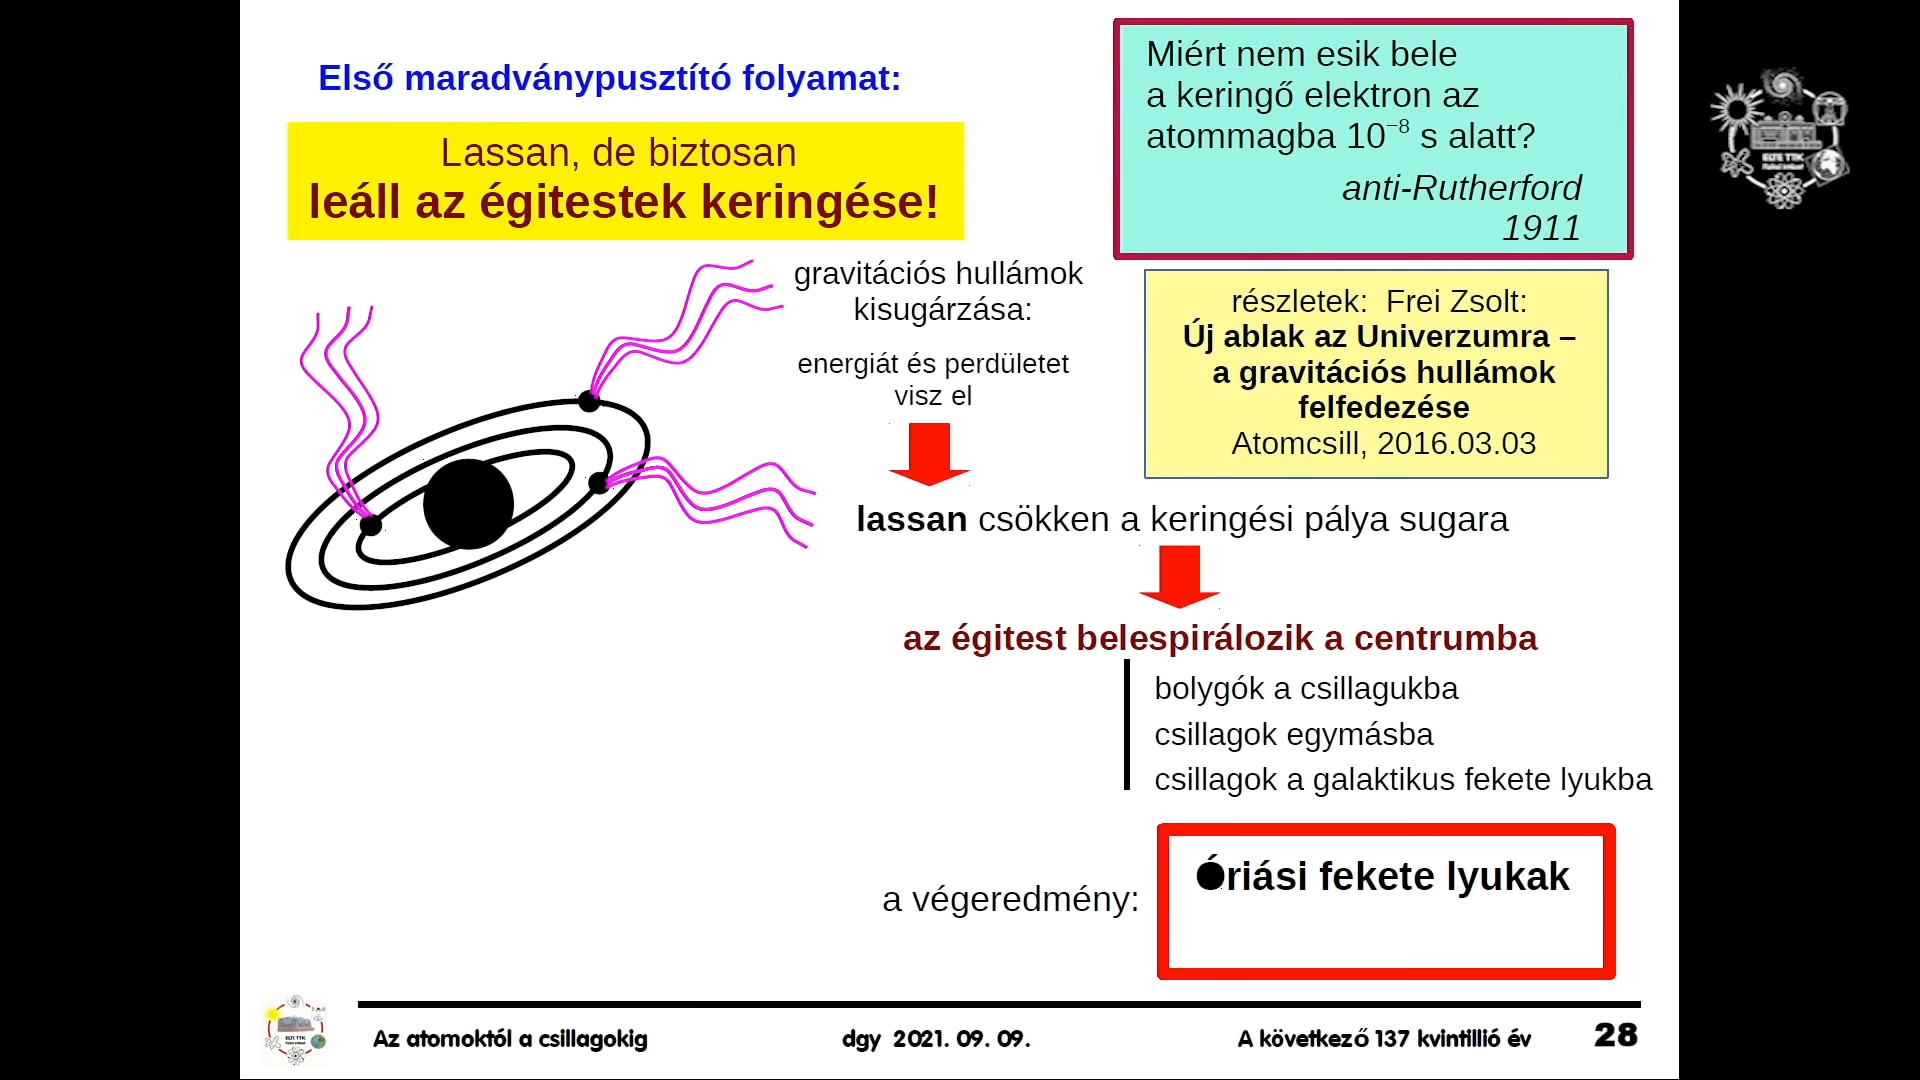 Első maradványpusztító folyamat:
Lassan, de biztosan
leáll az égitestek keringése!
Miért nem esik bele
a keringő elektron az
atommagba 10⁻⁸ s alatt?
anti-Rutherford
1911
gravitációs hullámok
kisugárzása:
energiát és perdületet
visz el
részletek: Frei Zsolt:
Új ablak az Univerzumra –
a gravitációs hullámok
felfedezése
Atomcsill, 2016.03.03
lassan csökken a keringési pálya sugara
az égitest belespirálozik a centrumba
bolygók a csillagukba
csillagok egymásba
csillagok a galaktikus fekete lyukba
a végeredmény:
Óriási fekete lyukak
Az atomoktól a csillagokig
dgy 2021. 09. 09.
A következő 137 kvintillió év
28
ELTE TTK